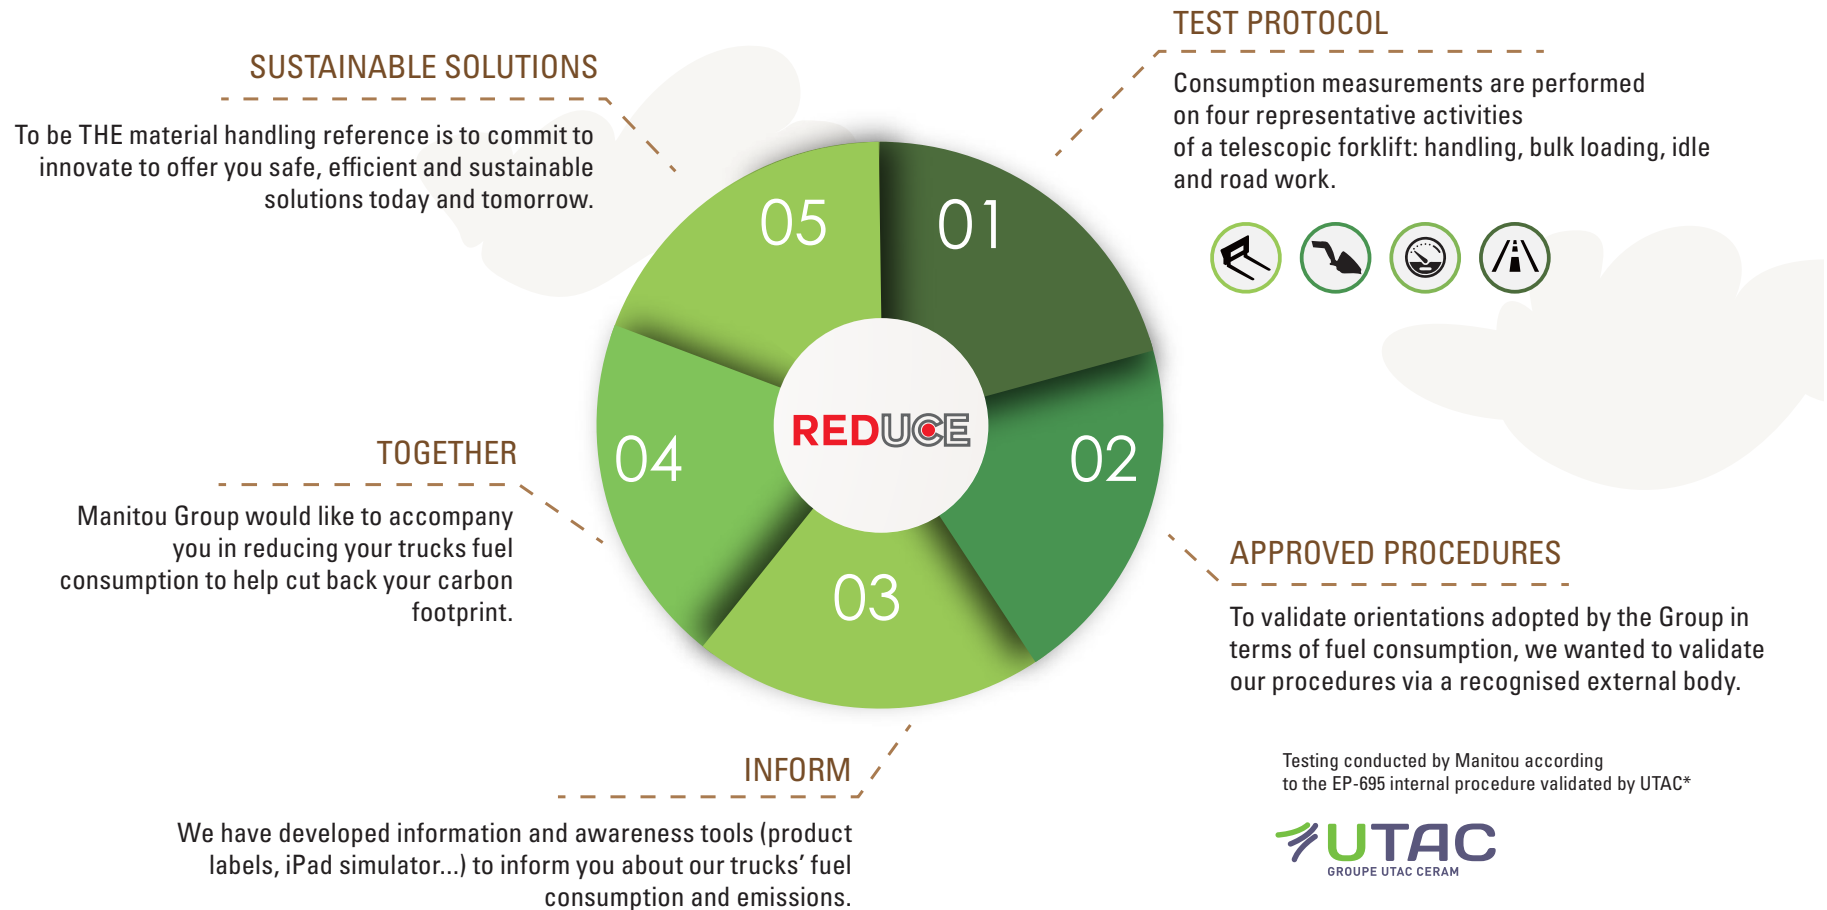 TEST PROTOCOL
Consumption measurements are performed
on four representative activities
of a telescopic forklift: handling, bulk loading, idle
and road work.
SUSTAINABLE SOLUTIONS
To be THE material handling reference is to commit to
innovate to offer you safe, efficient and sustainable
solutions today and tomorrow.
05
01
REDUCE
04
02
03
TOGETHER
Manitou Group would like to accompany
you in reducing your trucks fuel
consumption to help cut back your carbon
footprint.
APPROVED PROCEDURES
To validate orientations adopted by the Group in
terms of fuel consumption, we wanted to validate
our procedures via a recognised external body.
Testing conducted by Manitou according
to the EP-695 internal procedure validated by UTAC*
UTAC
GROUPE UTAC CERAM
INFORM
We have developed information and awareness tools (product
labels, iPad simulator...) to inform you about our trucks’ fuel
consumption and emissions.